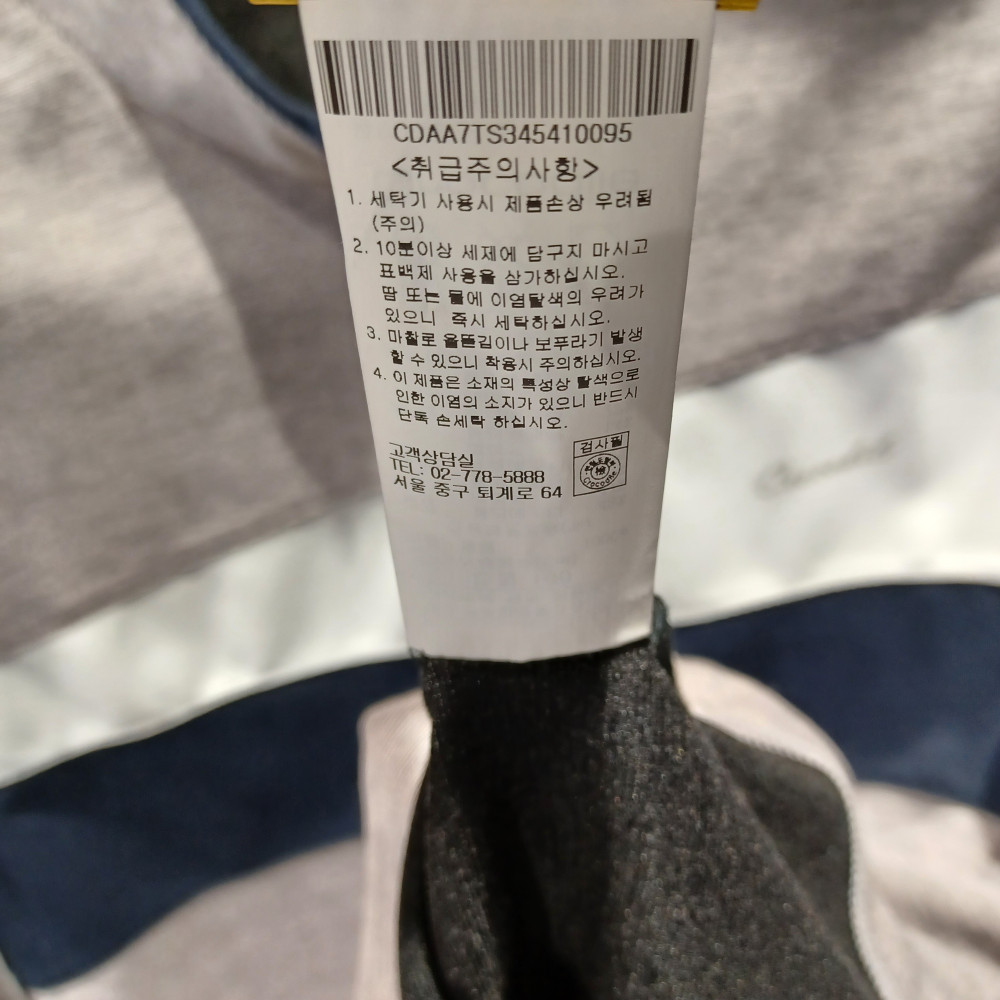 CDAA7TS345410095
<취급주의사항>
1. 세탁기 사용시 제품손상 우려됨
(주의)
2. 10분이상 세제에 담구지 마시고
표백제 사용을 삼가하십시오.
땀 또는 물에 이염탈색의 우려가
있으니 즉시 세탁하십시오.
3. 마찰로 올뜯김이나 보푸라기 발생
할 수 있으니 착용시 주의하십시오.
4. 이 제품은 소재의 특성상 탈색으로
인한 이염의 소지가 있으니 반드시
단독 손세탁 하십시오.
고객상담실
TEL: 02-778-5888
서울 중구 퇴계로 64
검사필
Crocodile